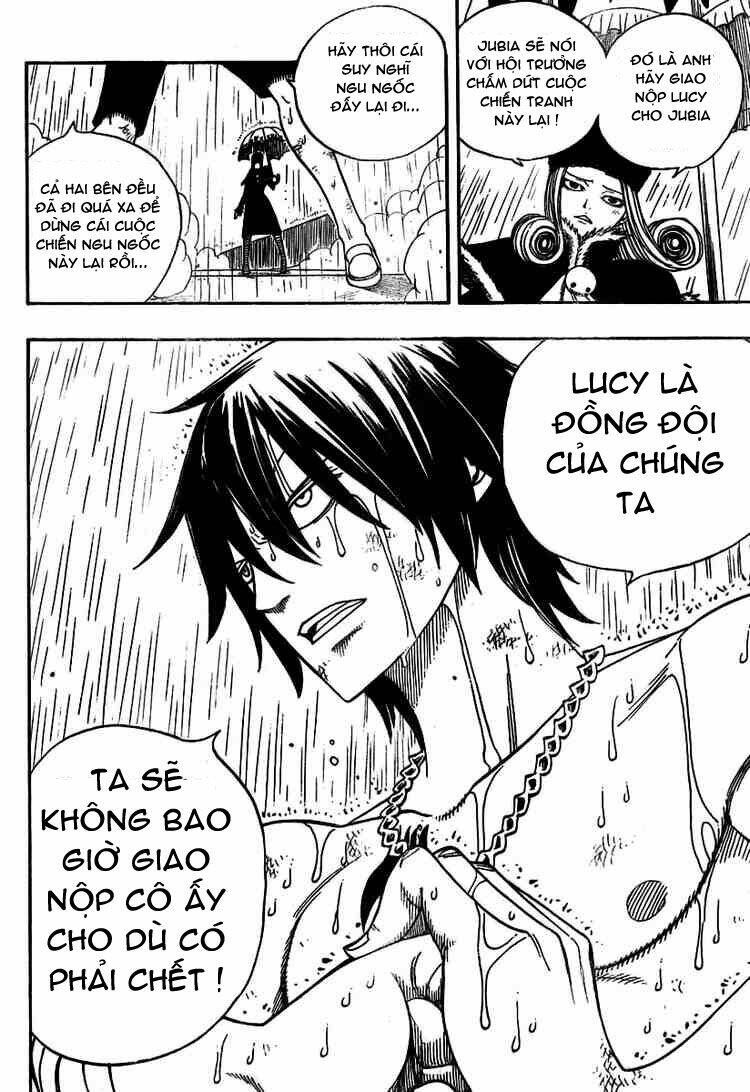 ĐÓ LÀ ANH
HÃY GIAO
NỘP LUCY
CHO JUBIA
JUBIA SẼ NÓI
VỚI HỘI TRƯỞNG
CHẤM DỨT CUỘC
CHIẾN TRANH
NÀY LẠI !
HÃY THÔI CÁI
SUY NGHĨ
NGU NGỐC
ĐẤY LẠI ĐI...
CẢ HAI BÊN ĐỀU
ĐÃ ĐI QUÁ XA ĐỂ
DỪNG CÁI CUỘC
CHIẾN NGU NGỐC
NÀY LẠI RỒI...
LUCY LÀ
ĐỒNG ĐỘI
CỦA CHÚNG
TA
TA SẼ
KHÔNG BAO
GIỜ GIAO
NỘP CÔ ẤY
CHO DÙ CÓ
PHẢI CHẾT !